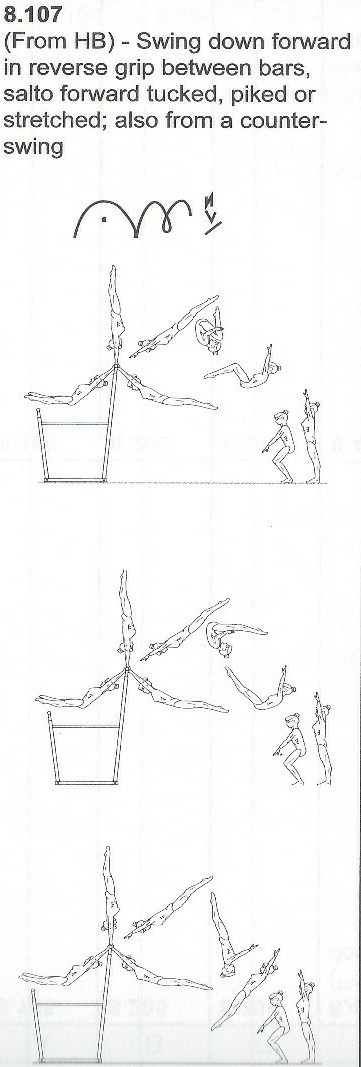 8.107
(From HB) - Swing down forward
in reverse grip between bars,
salto forward tucked, piked or
stretched; also from a counter-
swing